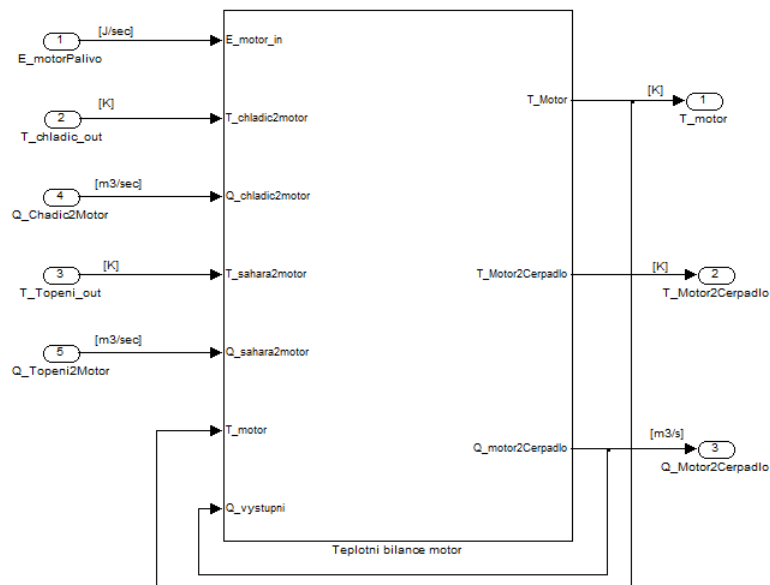 [J/sec]
1
E_motorPalivo
E_motor_in
T_Motor
[K]
1
T_motor
[K]
2
T_chladic_out
T_chladic2motor
[m3/sec]
4
Q_Chadic2Motor
Q_chladic2motor
[K]
3
T_Topeni_out
T_sahara2motor
T_Motor2Cerpadlo
[K]
2
T_Motor2Cerpadlo
[m3/sec]
5
Q_Topeni2Motor
Q_sahara2motor
T_motor
Q_motor2Cerpadlo
[m3/s]
3
Q_Motor2Cerpadlo
Q_vystupni
Teplotni bilance motor